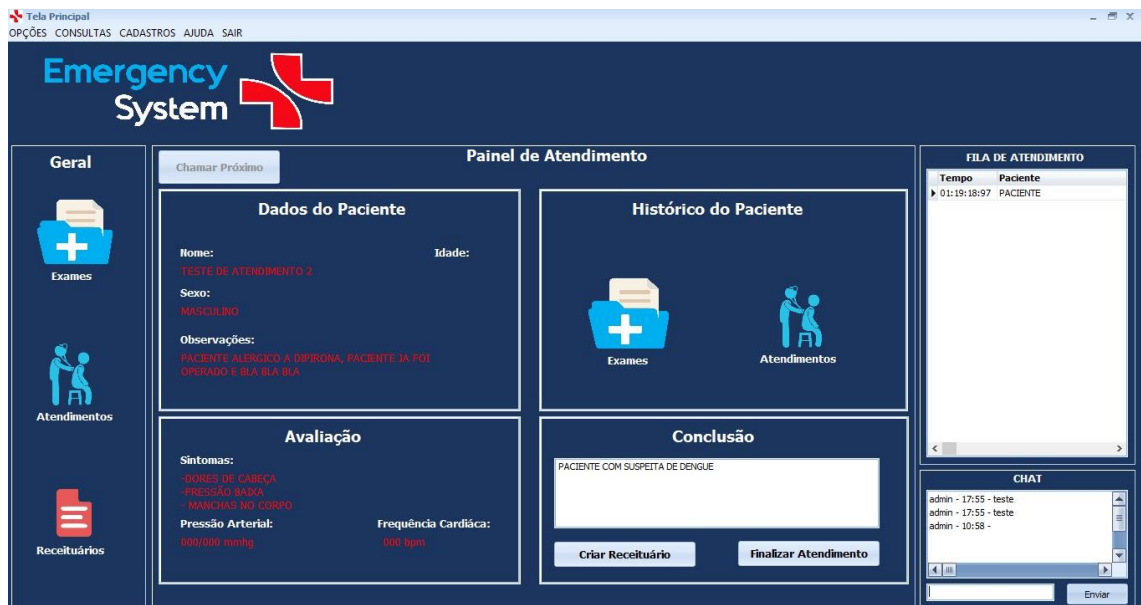 Tela Principal
OPÇÕES CONSULTAS CADASTROS AJUDA SAIR
Emergency
System
Geral
Exames
Atendimentos
Receituários
Painel de Atendimento
Chamar Próximo
Dados do Paciente
Nome:
Idade:
TESTE DE ATENDIMENTO 2
Sexo:
MASCULINO
Observações:
PACIENTE ALERGICO A DIPIRONA, PACIENTE JA FOI
OPERADO E BLA BLA BLA
Histórico do Paciente
Exames
Atendimentos
Avaliação
Sintomas:
-DORES DE CABEÇA
-PRESSÃO BAIXA
- MANCHAS NO CORPO
Pressão Arterial:
Frequência Cardiáca:
000/000 mmhg
000 bpm
Conclusão
PACIENTE COM SUSPEITA DE DENGUE
Criar Receituário
Finalizar Atendimento
FILA DE ATENDIMENTO
Tempo Paciente
01:19:18:97 PACIENTE
CHAT
admin - 17:55 - teste
admin - 17:55 - teste
admin - 10:58 -
Enviar